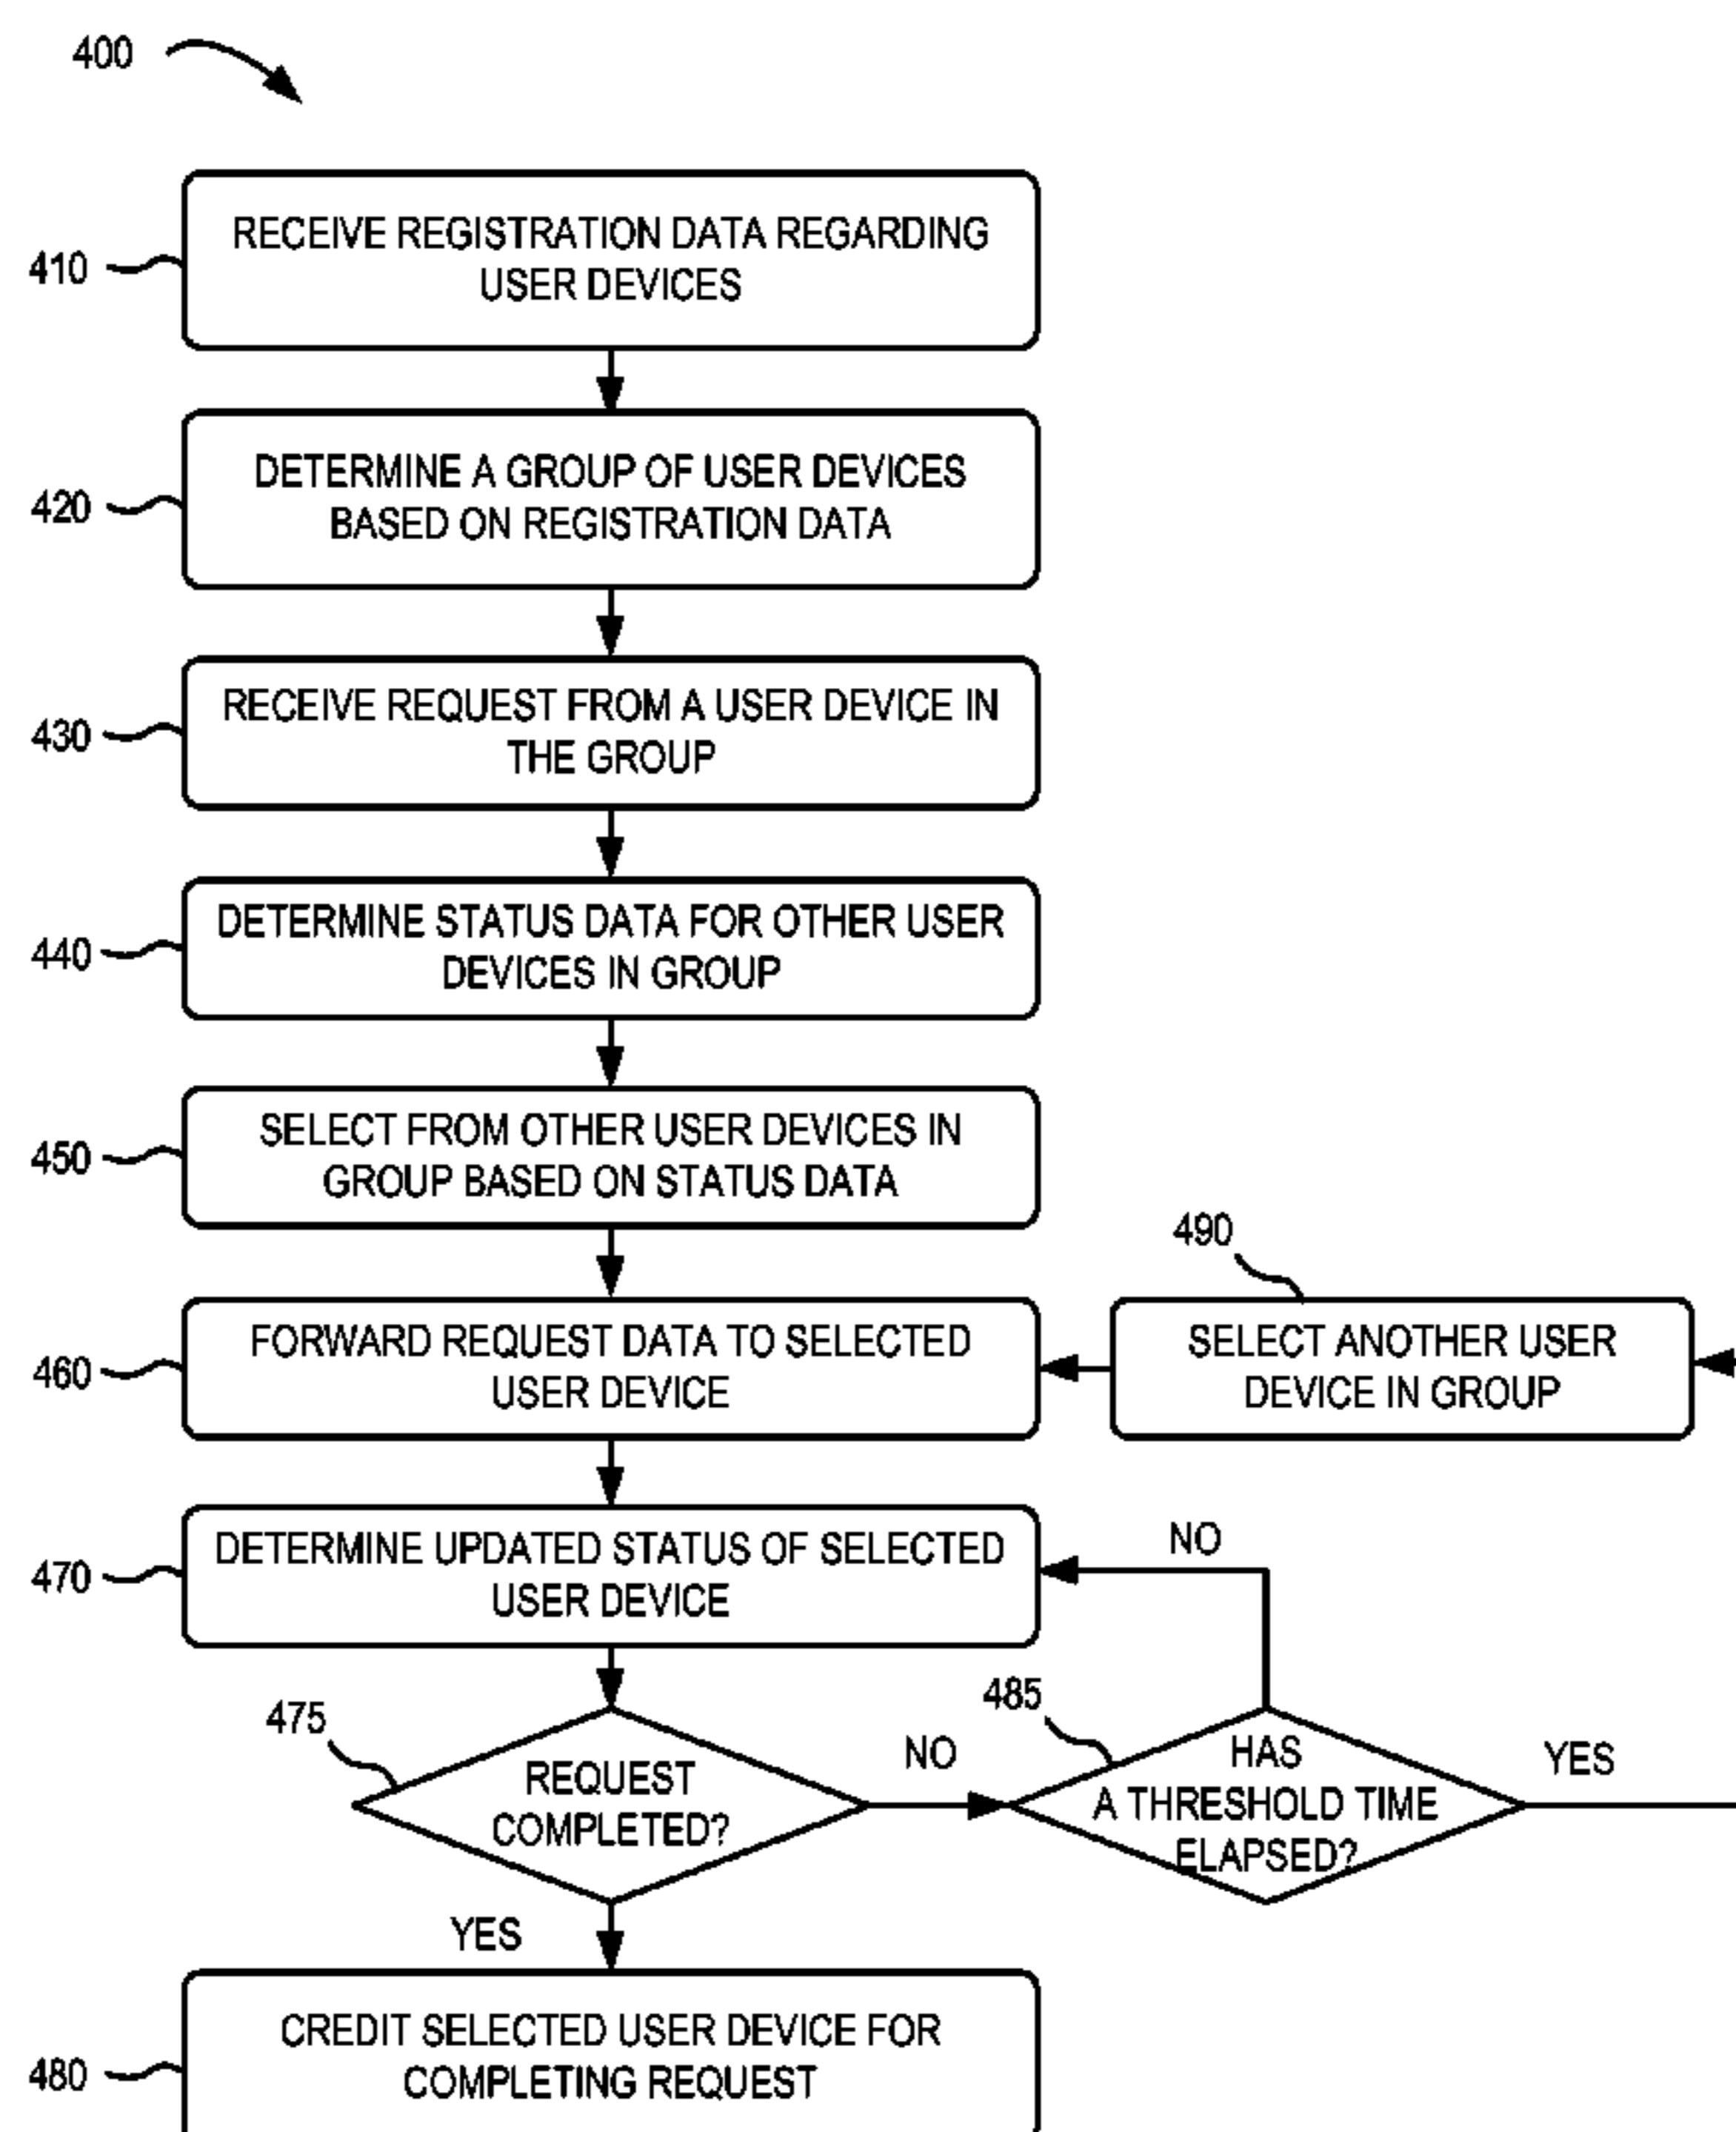 400
410
RECEIVE REGISTRATION DATA REGARDING
USER DEVICES
420
DETERMINE A GROUP OF USER DEVICES
BASED ON REGISTRATION DATA
430
RECEIVE REQUEST FROM A USER DEVICE IN
THE GROUP
440
DETERMINE STATUS DATA FOR OTHER USER
DEVICES IN GROUP
450
SELECT FROM OTHER USER DEVICES IN
GROUP BASED ON STATUS DATA
460
FORWARD REQUEST DATA TO SELECTED
USER DEVICE
490
SELECT ANOTHER USER
DEVICE IN GROUP
470
DETERMINE UPDATED STATUS OF SELECTED
USER DEVICE
NO
475
REQUEST
COMPLETED?
NO
485
HAS
A THRESHOLD TIME
ELAPSED?
YES
YES
480
CREDIT SELECTED USER DEVICE FOR
COMPLETING REQUEST